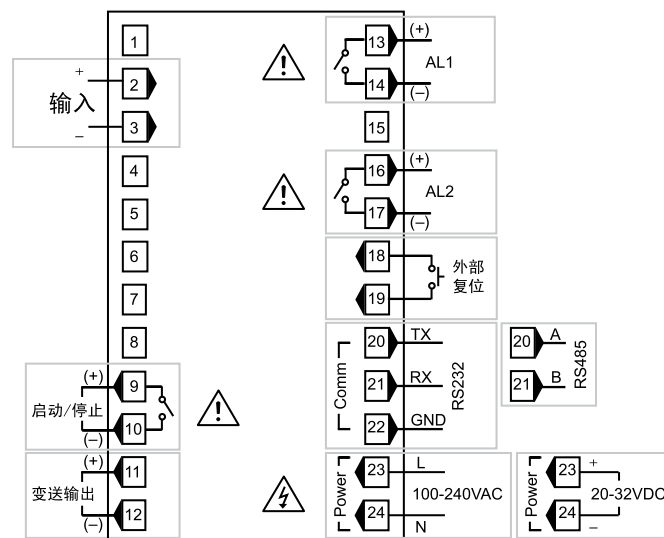 1
+
2
输入
3
−
4
5
6
7
8
(+)
9
启动/停止
10
(−)
(+)
11
变送输出
12
(−)
!
!
!
13
(+)
AL1
14
(−)
15
16
(+)
AL2
17
(−)
18
外部
复位
19
Comm
20
TX
21
RX
22
GND
RS232
20
A
21
B
RS485
Power
23
L
100-240VAC
24
N
Power
23
+
20-32VDC
24
−